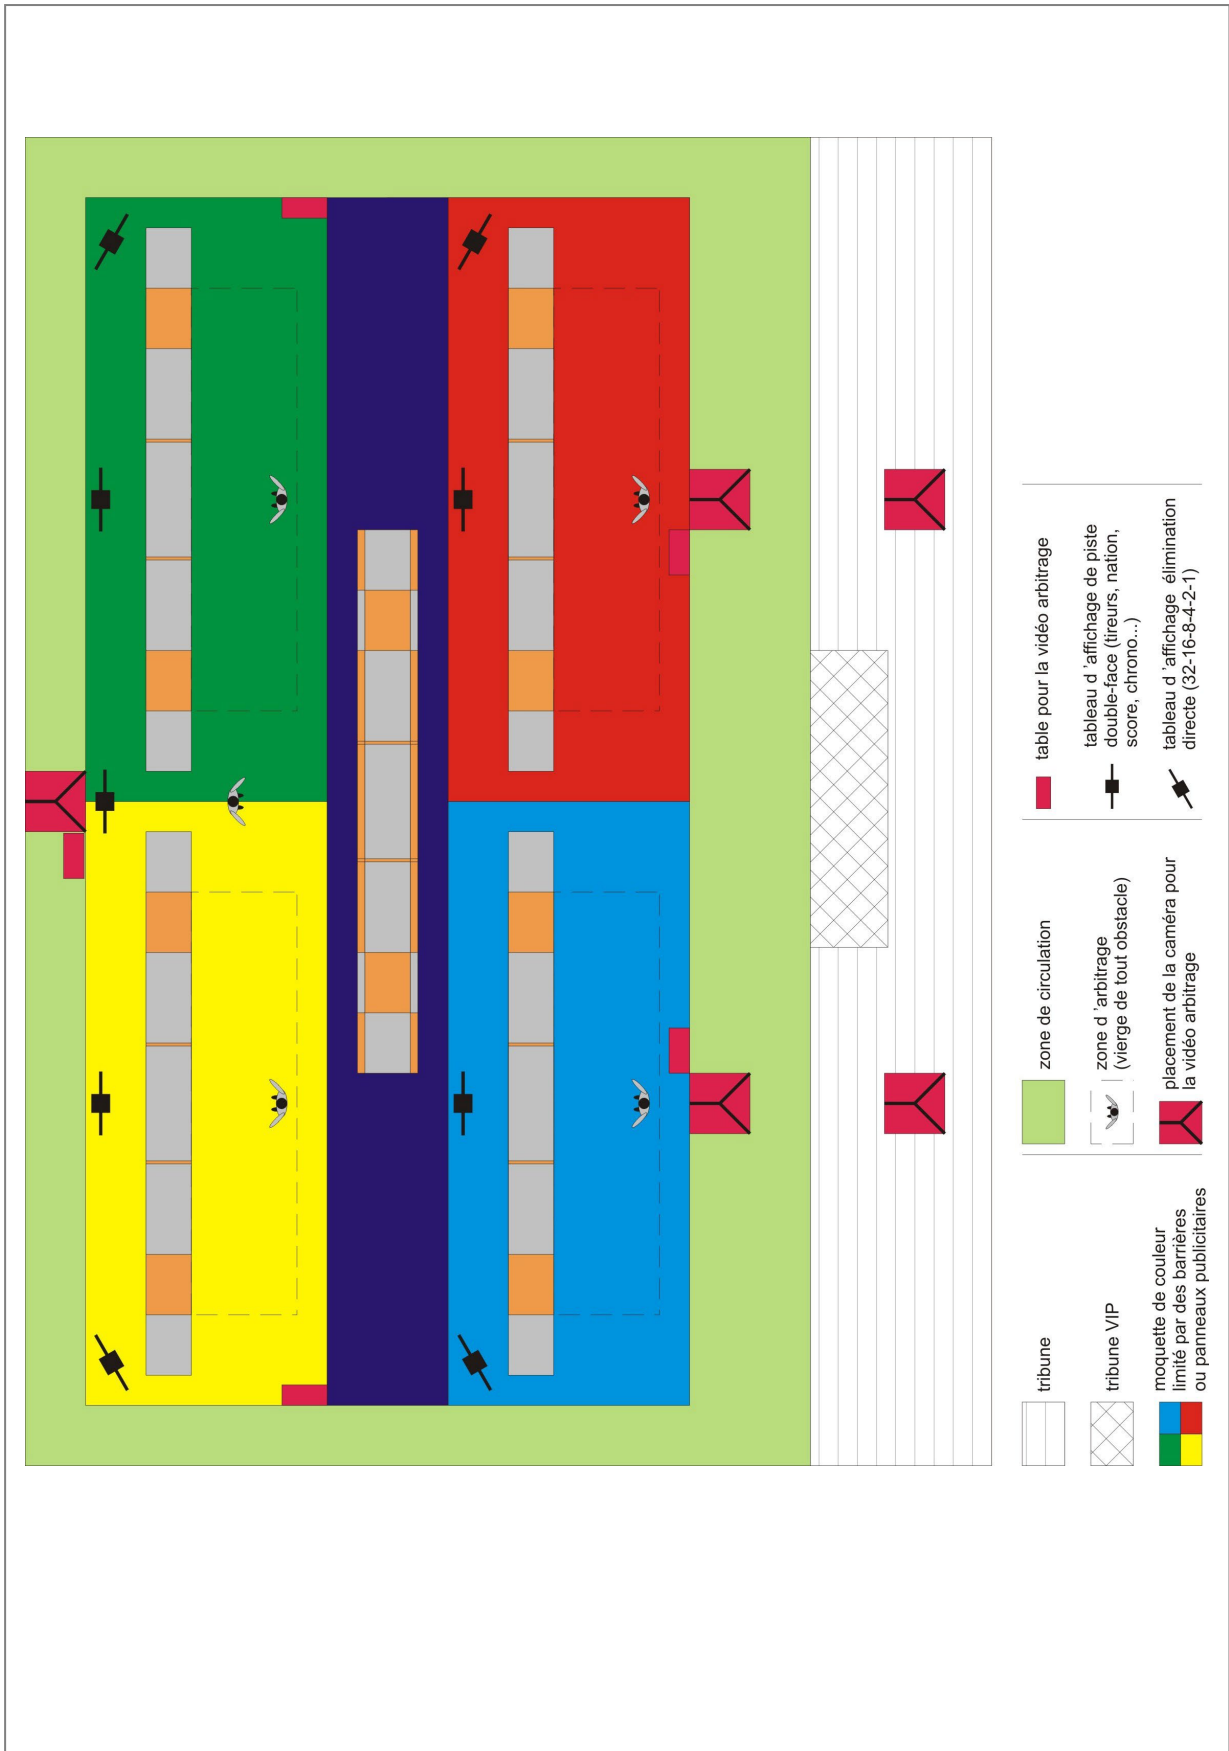 tribune
tribune VIP
moquette de couleur
limité par des barrières
ou panneaux publicitaires
zone de circulation
zone d 'arbitrage
(vierge de tout obstacle)
placement de la caméra pour
la vidéo arbitrage
table pour la vidéo arbitrage
tableau d 'affichage de piste
double-face (tireurs, nation,
score, chrono...)
tableau d 'affichage élimination
directe (32-16-8-4-2-1)